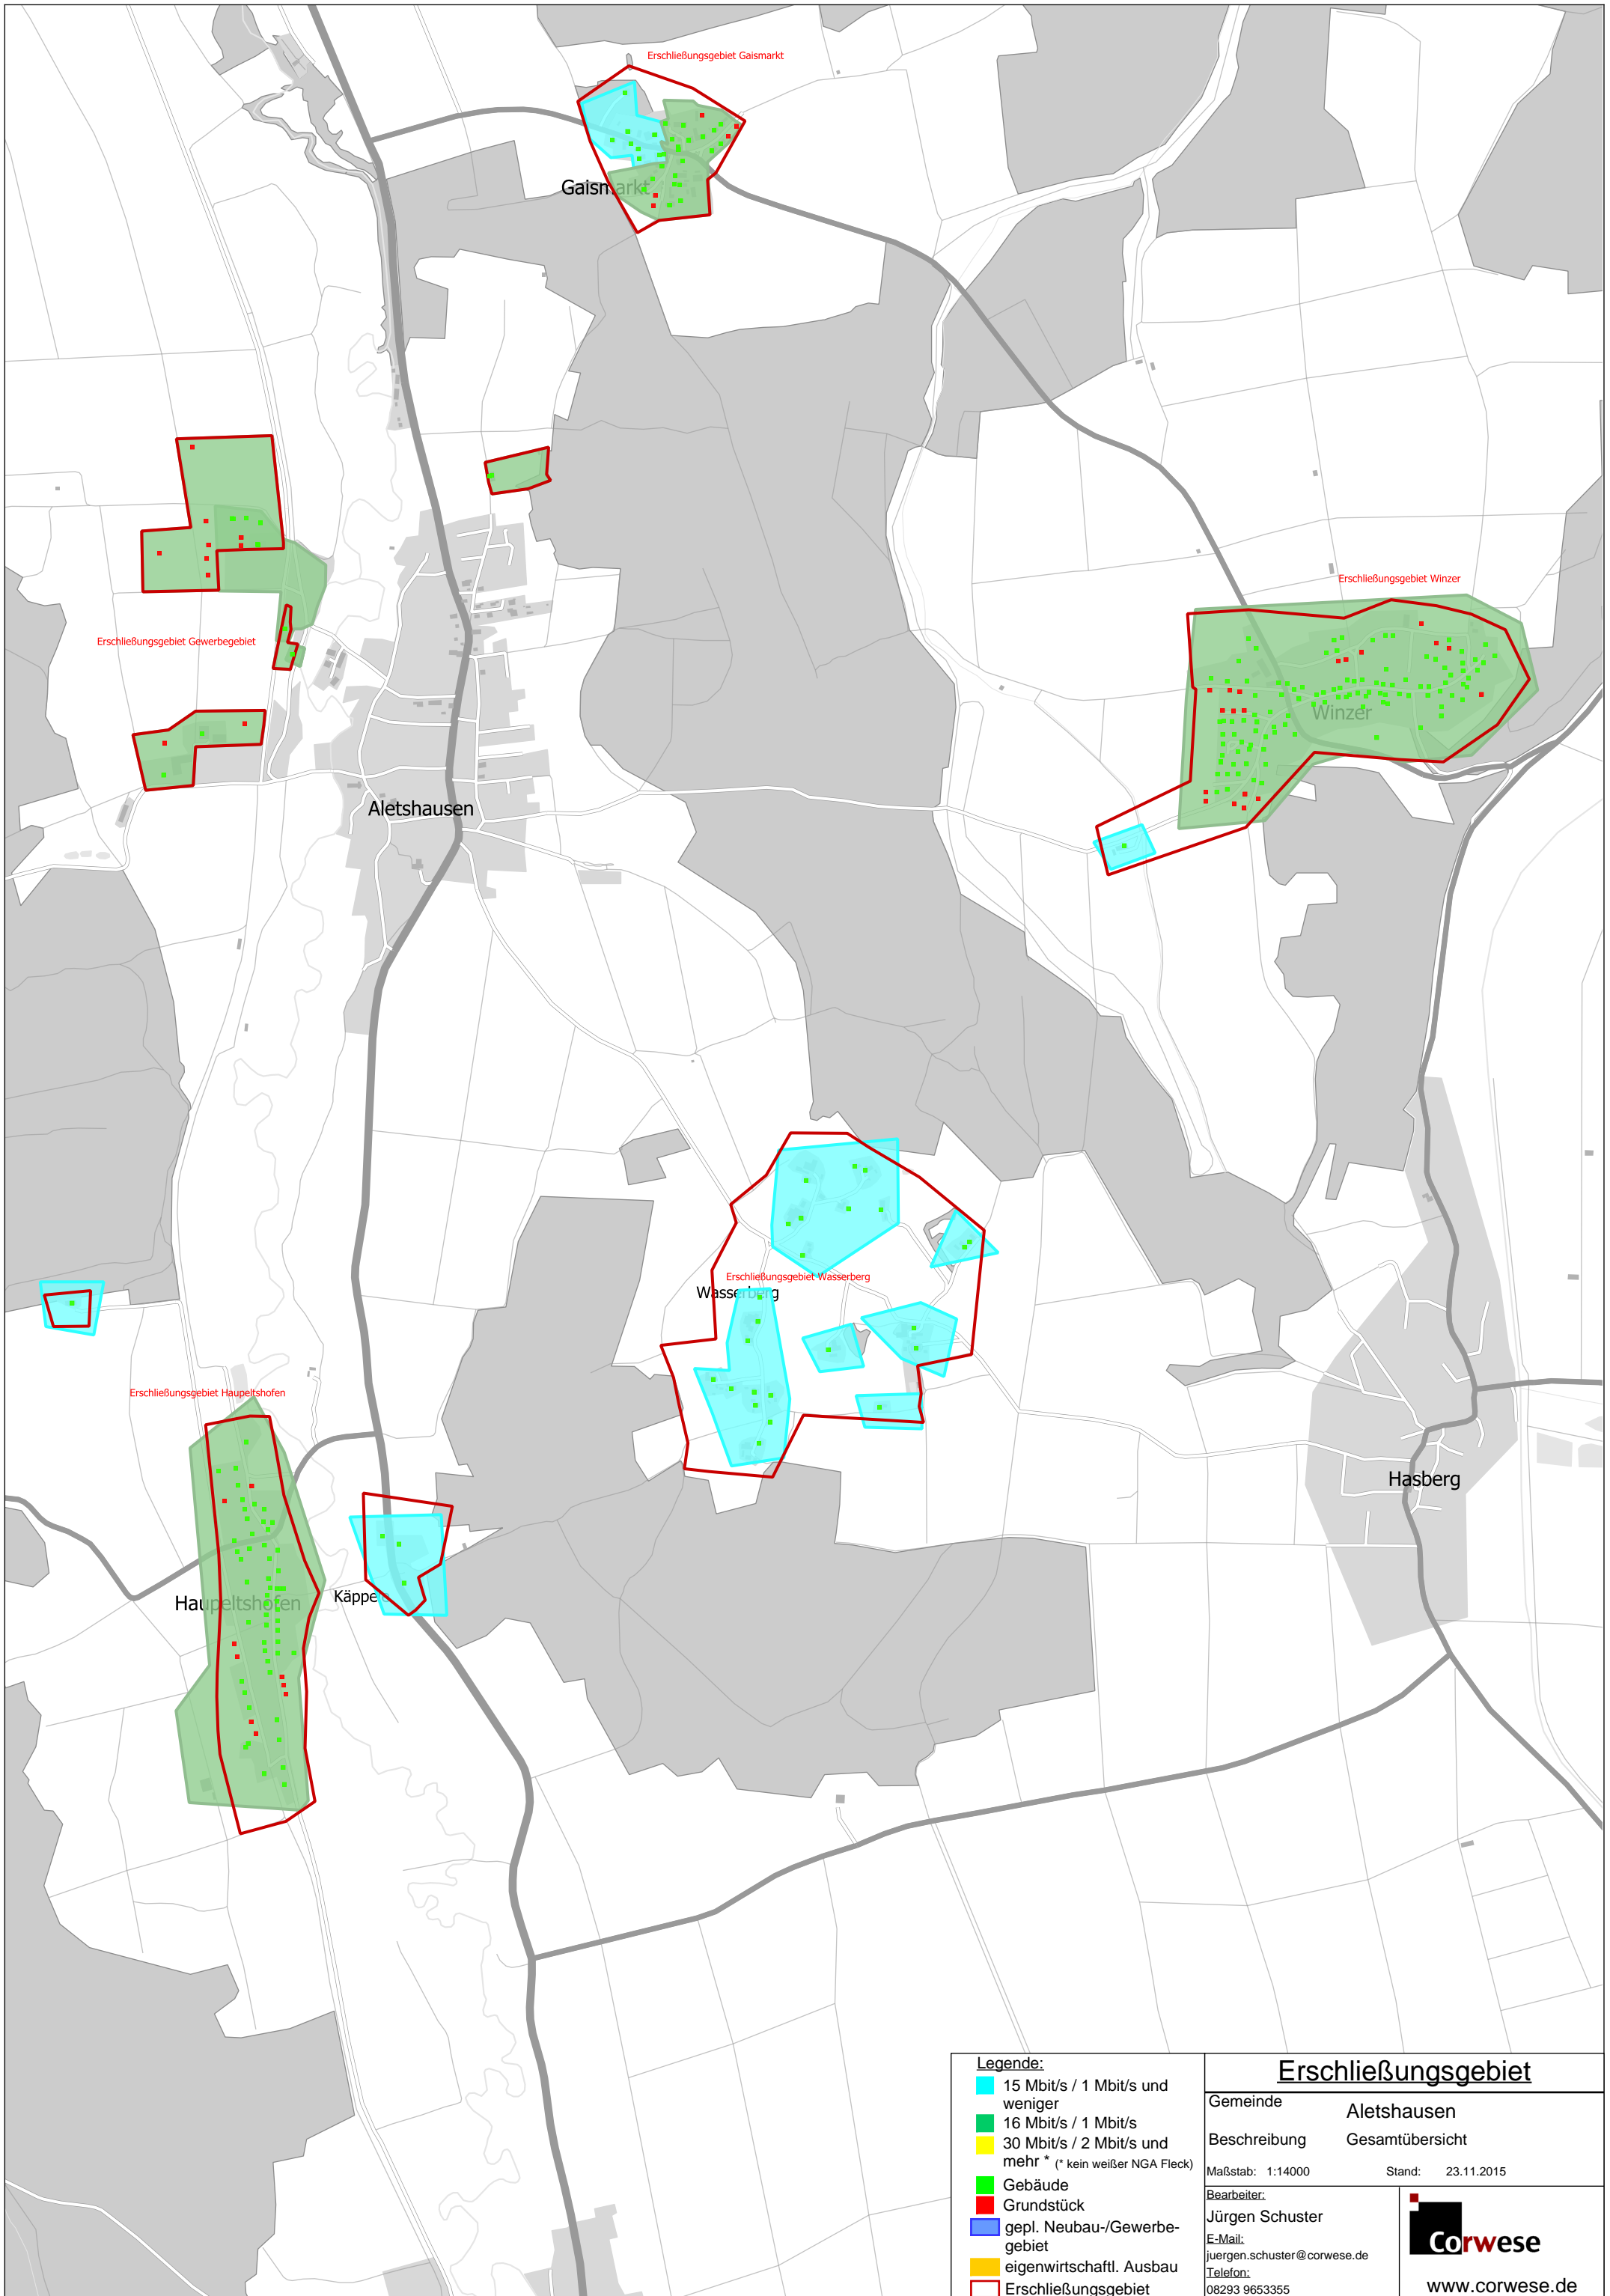 Erschließungsgebiet Gaismarkt
Gaismarkt
Erschließungsgebiet Winzer
Erschließungsgebiet Gewerbegebiet
Winzer
Aletshausen
Erschließungsgebiet Wasserberg
Wasserberg
Erschließungsgebiet Haupeltshofen
Hasberg
Haupeltshofen
Käppe
Legende:
15 Mbit/s / 1 Mbit/s und
weniger
16 Mbit/s / 1 Mbit/s
30 Mbit/s / 2 Mbit/s und
mehr * (* kein weißer NGA Fleck)
Gebäude
Grundstück
gepl. Neubau-/Gewerbe-
gebiet
eigenwirtschaftl. Ausbau
Erschließungsgebiet
Erschließungsgebiet
Gemeinde Aletshausen
Beschreibung Gesamtübersicht
Maßstab: 1:14000 Stand: 23.11.2015
Bearbeiter:
Jürgen Schuster
E-Mail:
juergen.schuster@corwese.de
Telefon:
08293 9653355
Corwese
www.corwese.de